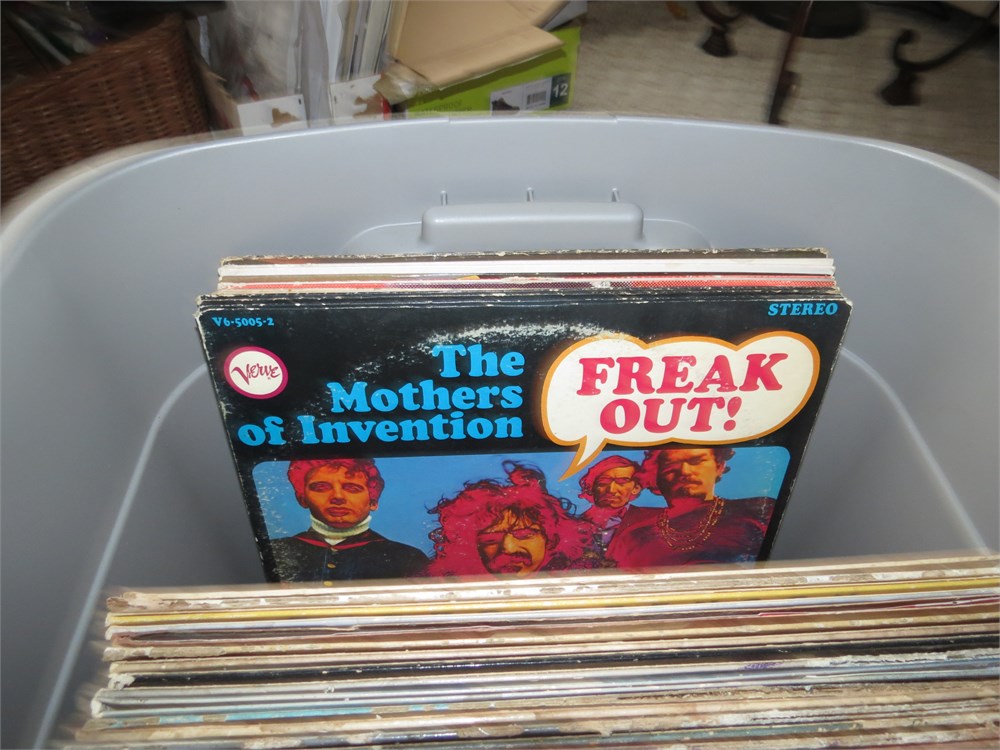 12
V6-5005-2
STEREO
Verve
The
Mothers
of Invention
FREAK
OUT!